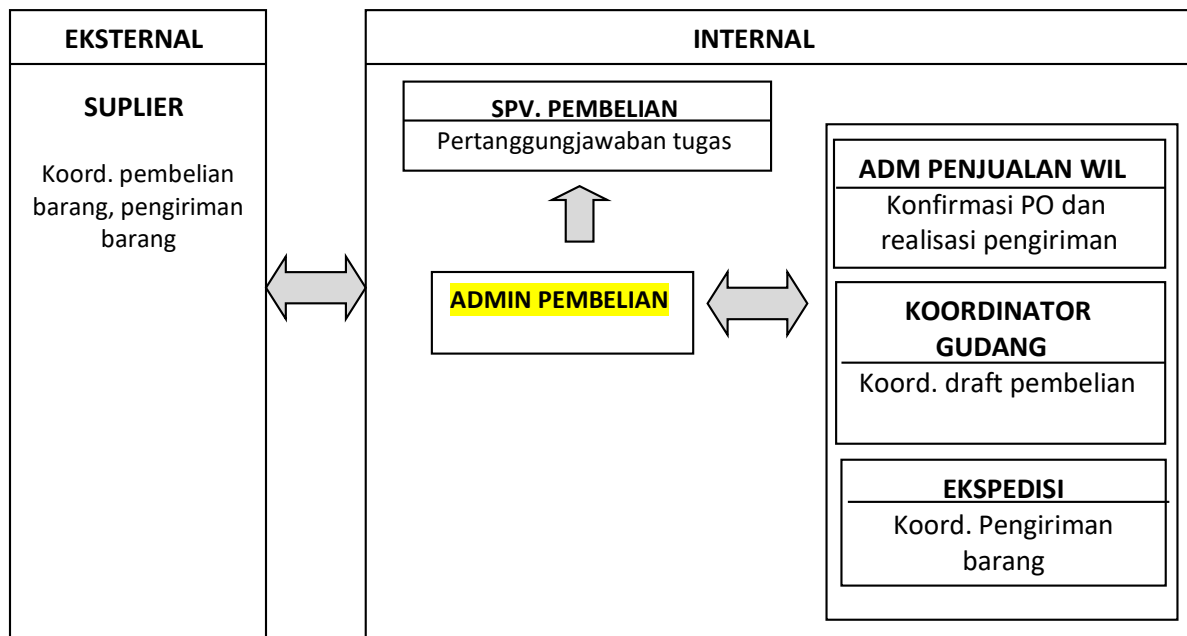 EKSTERNAL
SUPLIER
Koord. pembelian
barang, pengiriman
barang
INTERNAL
SPV. PEMBELIAN
Pertanggungjawaban tugas
ADMIN PEMBELIAN
ADM PENJUALAN WIL
Konfirmasi PO dan
realisasi pengiriman
KOORDINATOR
GUDANG
Koord. draft pembelian
EKSPEDISI
Koord. Pengiriman
barang